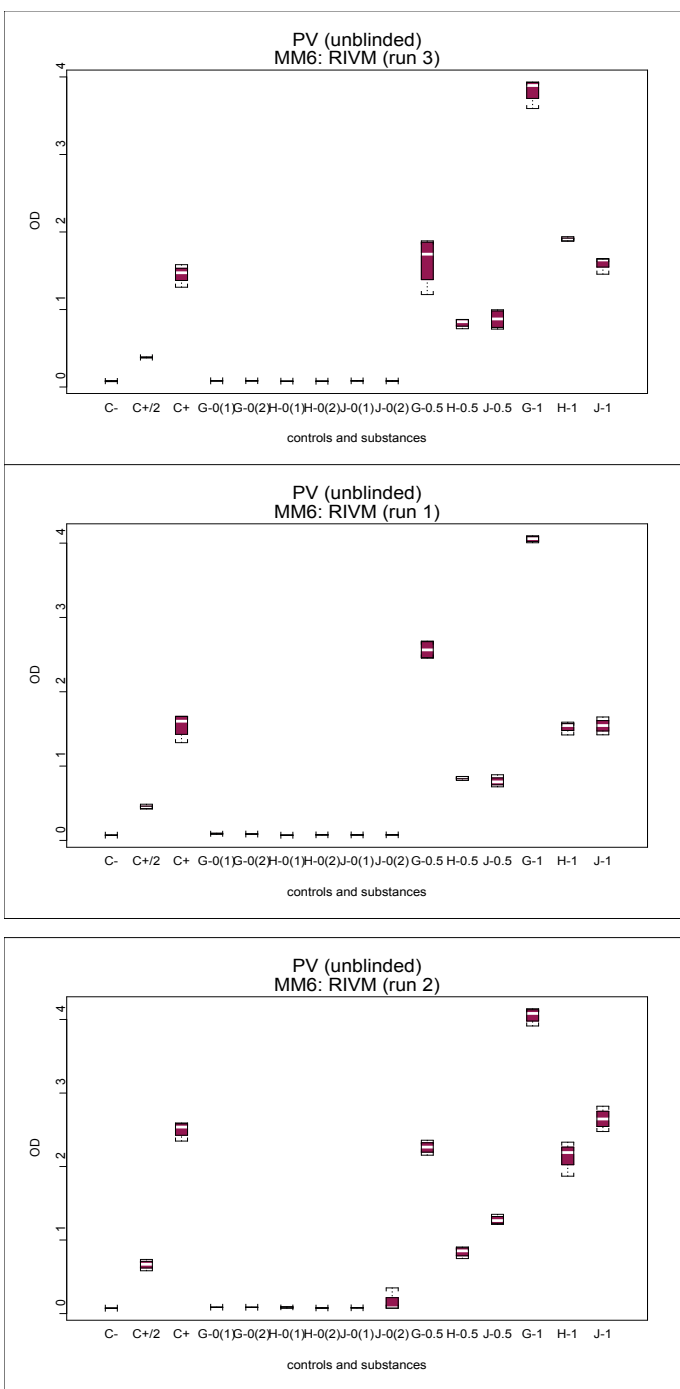 PV (unblinded)
MM6: RIVM (run 3)
4
3
2
1
0
OD
C- C+/2 C+ G-0(1) G-0(2) H-0(1) H-0(2) J-0(1) J-0(2) G-0.5 H-0.5 J-0.5 G-1 H-1 J-1
controls and substances
PV (unblinded)
MM6: RIVM (run 1)
4
3
2
1
0
OD
C- C+/2 C+ G-0(1) G-0(2) H-0(1) H-0(2) J-0(1) J-0(2) G-0.5 H-0.5 J-0.5 G-1 H-1 J-1
controls and substances
PV (unblinded)
MM6: RIVM (run 2)
4
3
2
1
0
OD
C- C+/2 C+ G-0(1) G-0(2) H-0(1) H-0(2) J-0(1) J-0(2) G-0.5 H-0.5 J-0.5 G-1 H-1 J-1
controls and substances